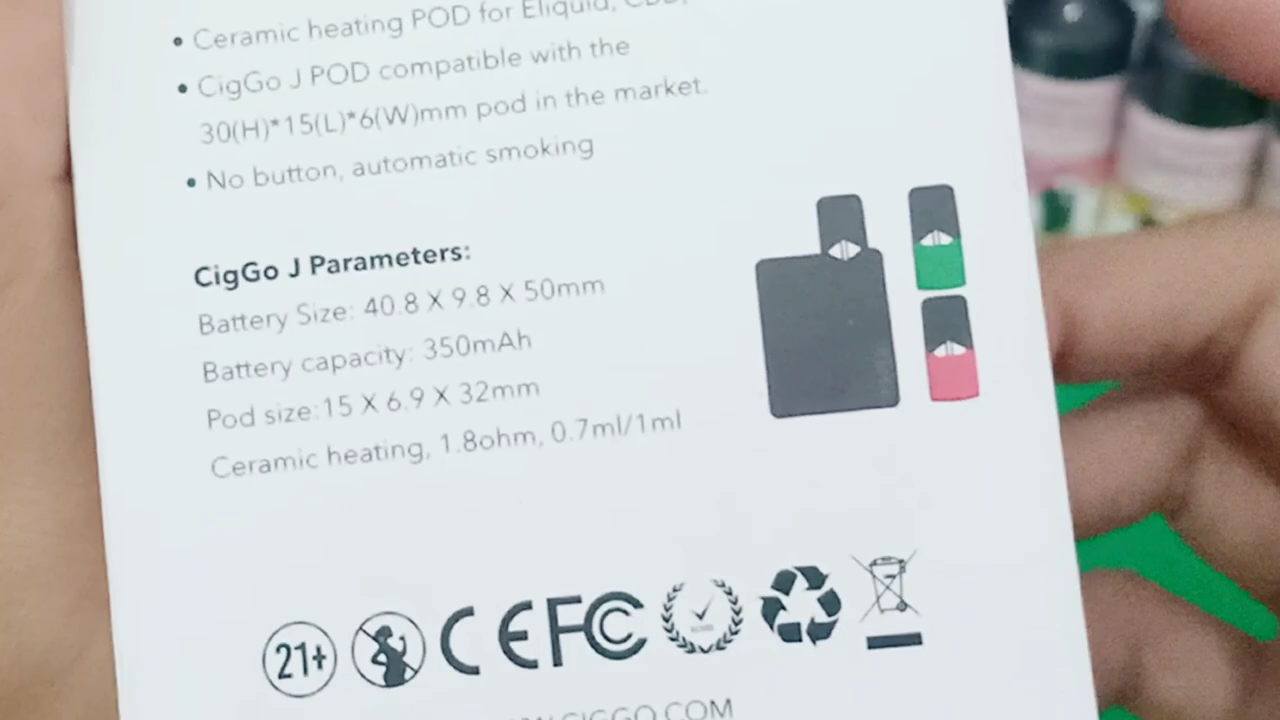 • Ceramic heating POD for Eliquid, CBD,
• CigGo J POD compatible with the
30(H)*15(L)*6(W)mm pod in the market.
• No button, automatic smoking
CigGo J Parameters:
Battery Size: 40.8 X 9.8 X 50mm
Battery capacity: 350mAh
Pod size:15 X 6.9 X 32mm
Ceramic heating, 1.8ohm, 0.7ml/1ml
21+ CE FC
CIGGO.COM